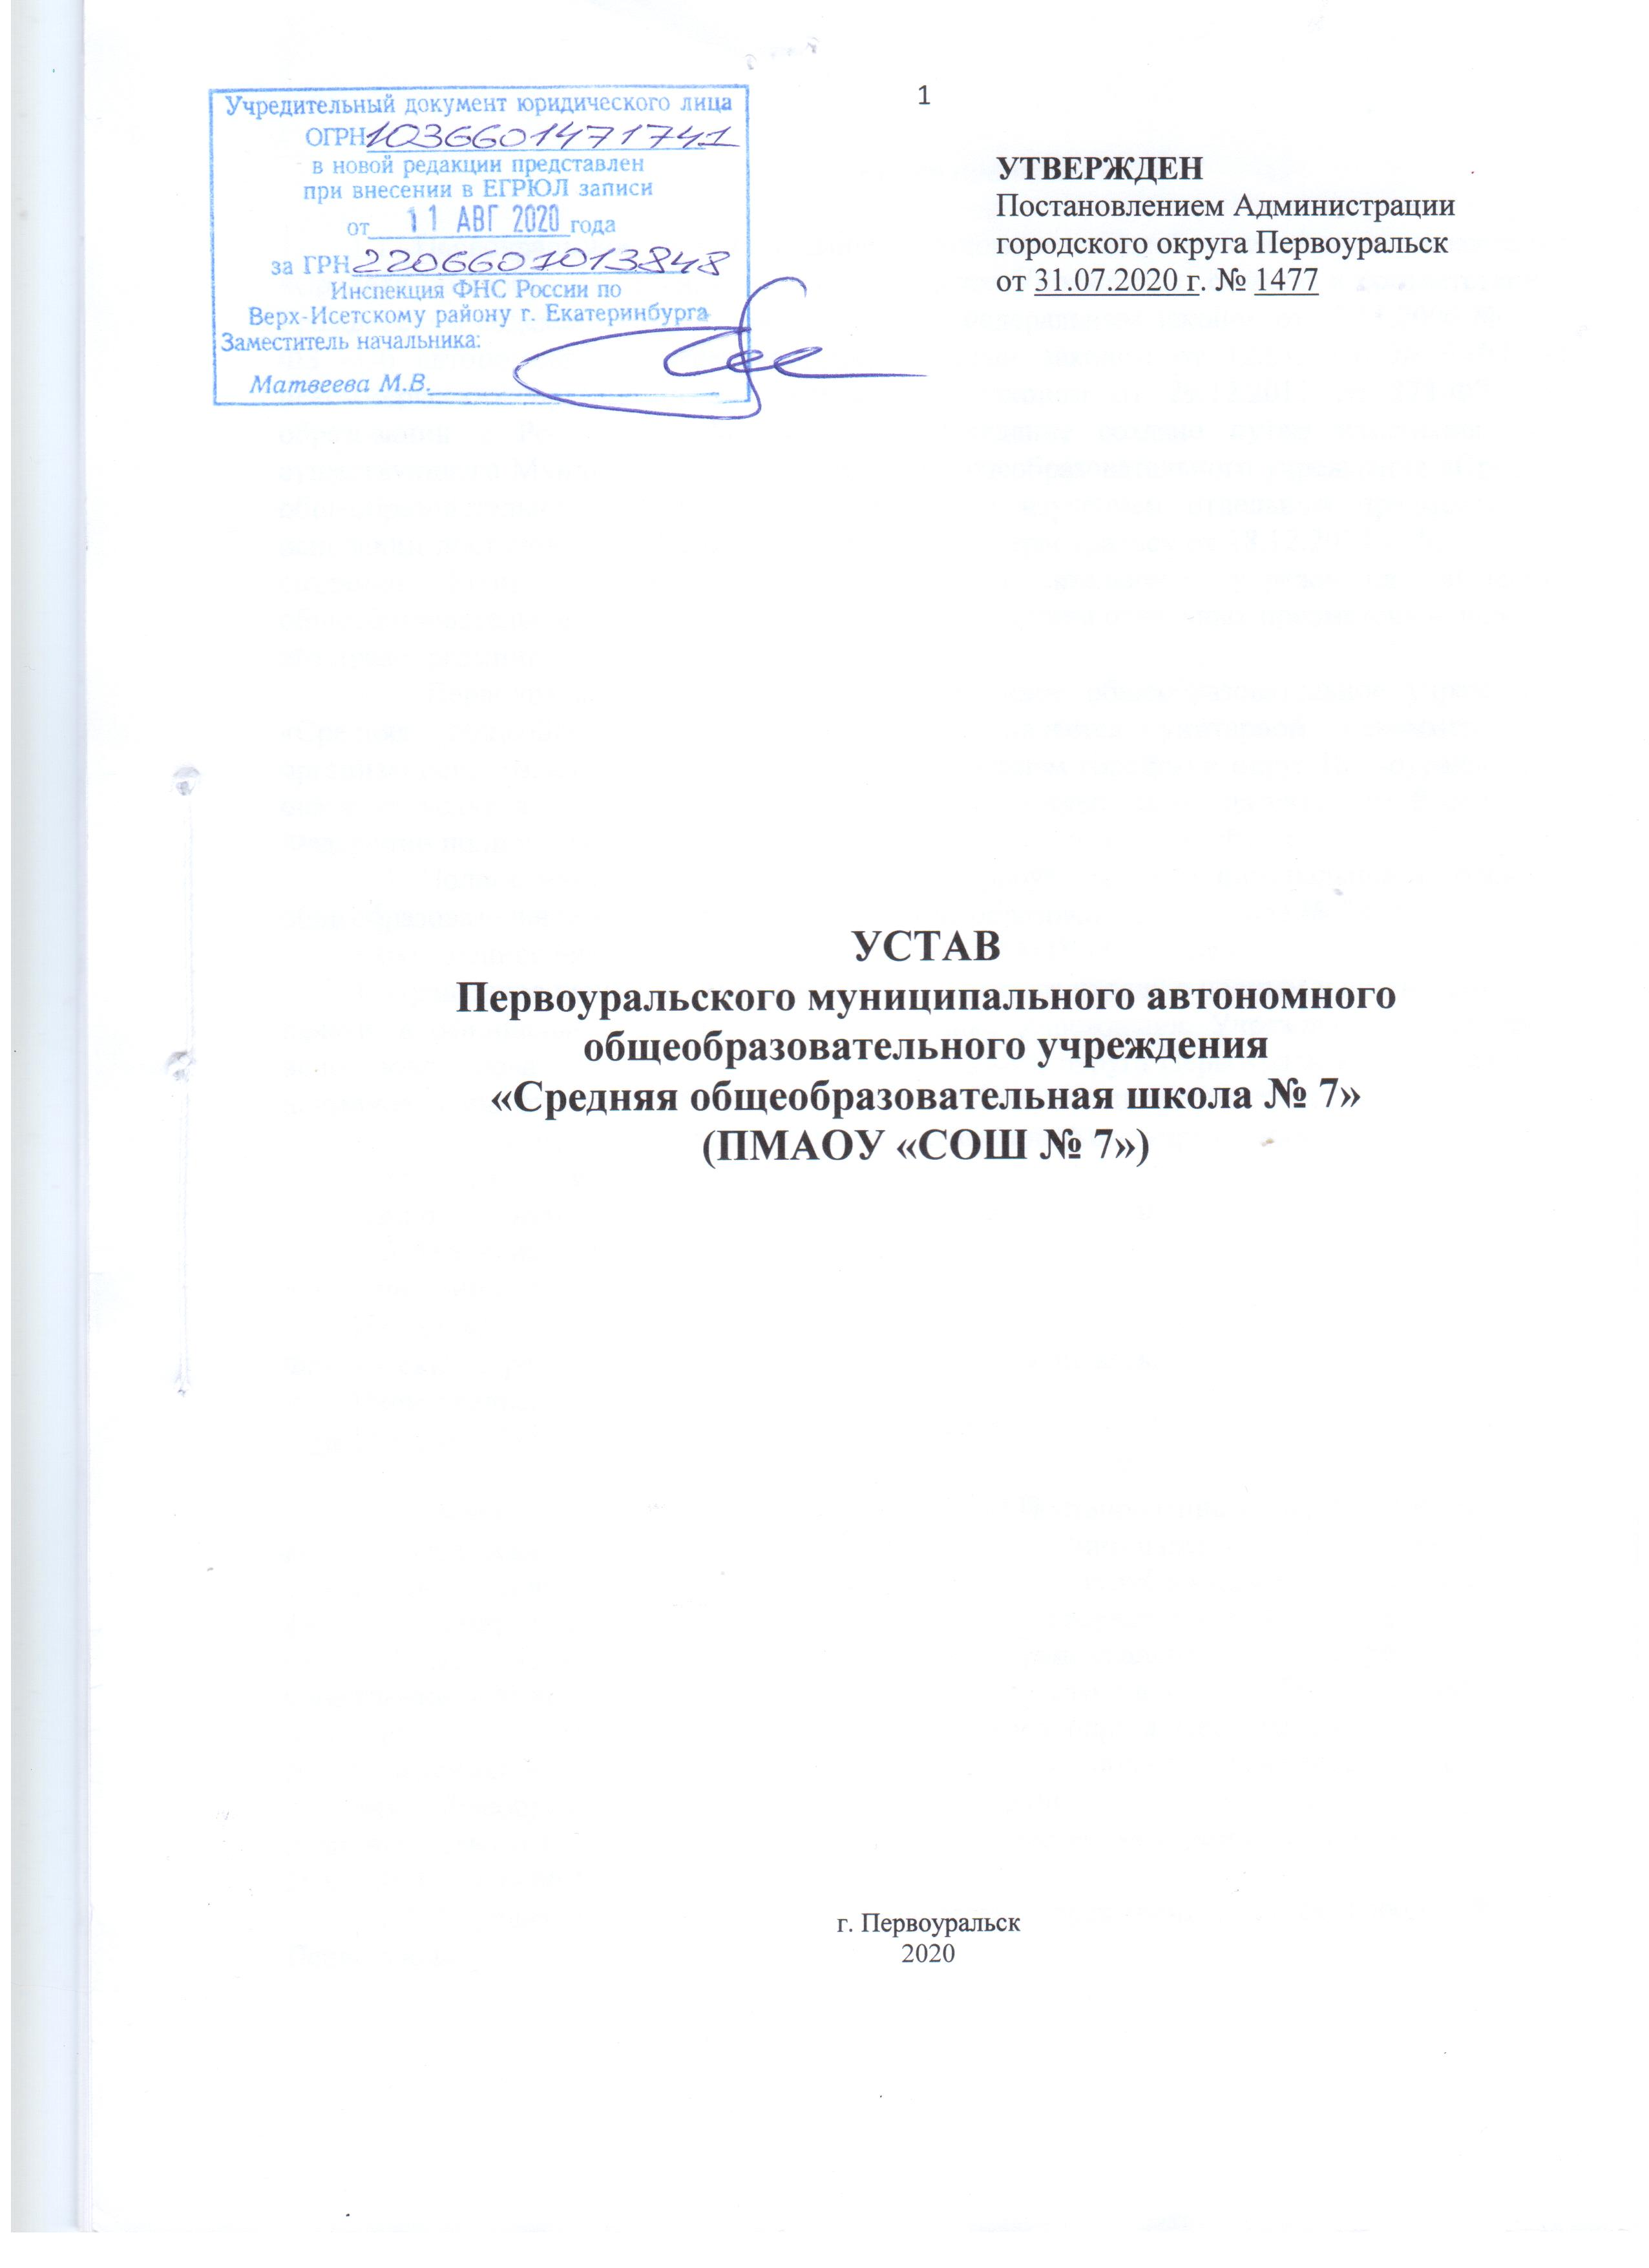 1
Учредительный документ юридического лица
ОГРН 1036601471741
в новой редакции представлен
при внесении в ЕГРЮЛ записи
от 11 АВГ 2020 года
за ГРН 2206601013848
Инспекция ФНС России по
Верх-Исетскому району г. Екатеринбурга
Заместитель начальника:
Матвеева М.В.
УТВЕРЖДЕН
Постановлением Администрации
городского округа Первоуральск
от 31.07.2020 г. № 1477
УСТАВ
Первоуральского муниципального автономного
общеобразовательного учреждения
«Средняя общеобразовательная школа № 7»
(ПМАОУ «СОШ № 7»)
г. Первоуральск
2020